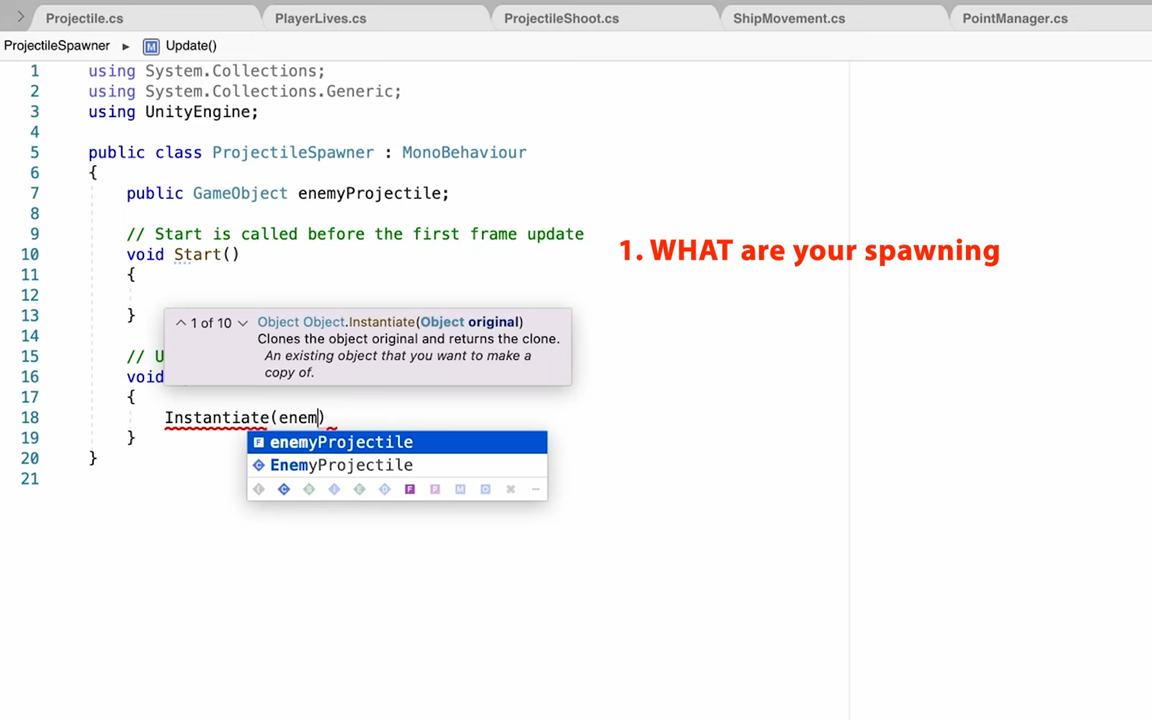 Projectile.cs PlayerLives.cs ProjectileShoot.cs ShipMovement.cs PointManager.cs
ProjectileSpawner ▸ M Update()
1 using System.Collections;
2 using System.Collections.Generic;
3 using UnityEngine;
4
5 public class ProjectileSpawner : MonoBehaviour
6 {
7 public GameObject enemyProjectile;
8
9 // Start is called before the first frame update
10 void Start()
11 {
12
13 }
14
15 // U
16 void
17 {
18 Instantiate(enem)
19 }
20 }
21
1. WHAT are your spawning
1 of 10 Object Object.Instantiate(Object original)
Clones the object original and returns the clone.
An existing object that you want to make a
copy of.
F enemyProjectile
C EnemyProjectile